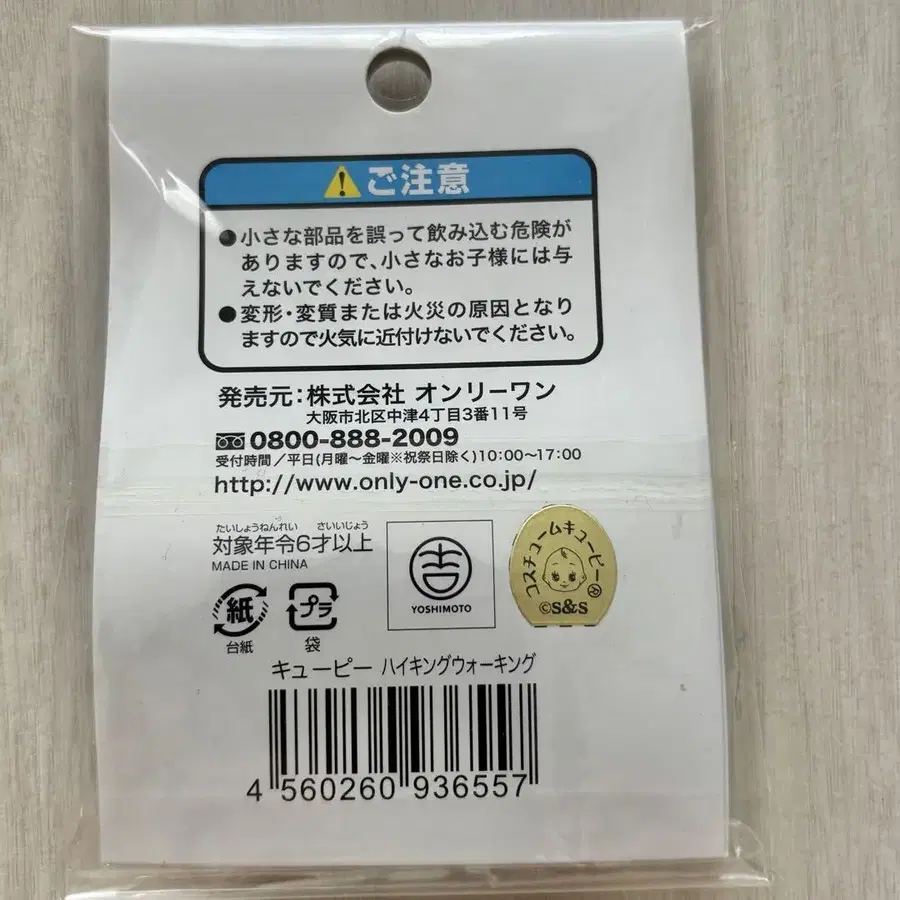 ご注意
●小さな部品を誤って飲み込む危険が
ありますので、小さなお子様には与
えないでください。
●変形・変質または火災の原因となり
ますので火気に近付けないでください。
発売元：株式会社 オンリーワン
大阪市北区中津4丁目3番11号
0800-888-2009
受付時間／平日(月曜〜金曜※祝祭日除く)10:00〜17:00
http://www.only-one.co.jp/
たいしょうねんれい さいいじょう
対象年令6才以上
MADE IN CHINA
紙
台紙
プラ
袋
吉
YOSHIMOTO
コスチュームキューピー®
©S&S
キューピー ハイキングウォーキング
4 560260 936557